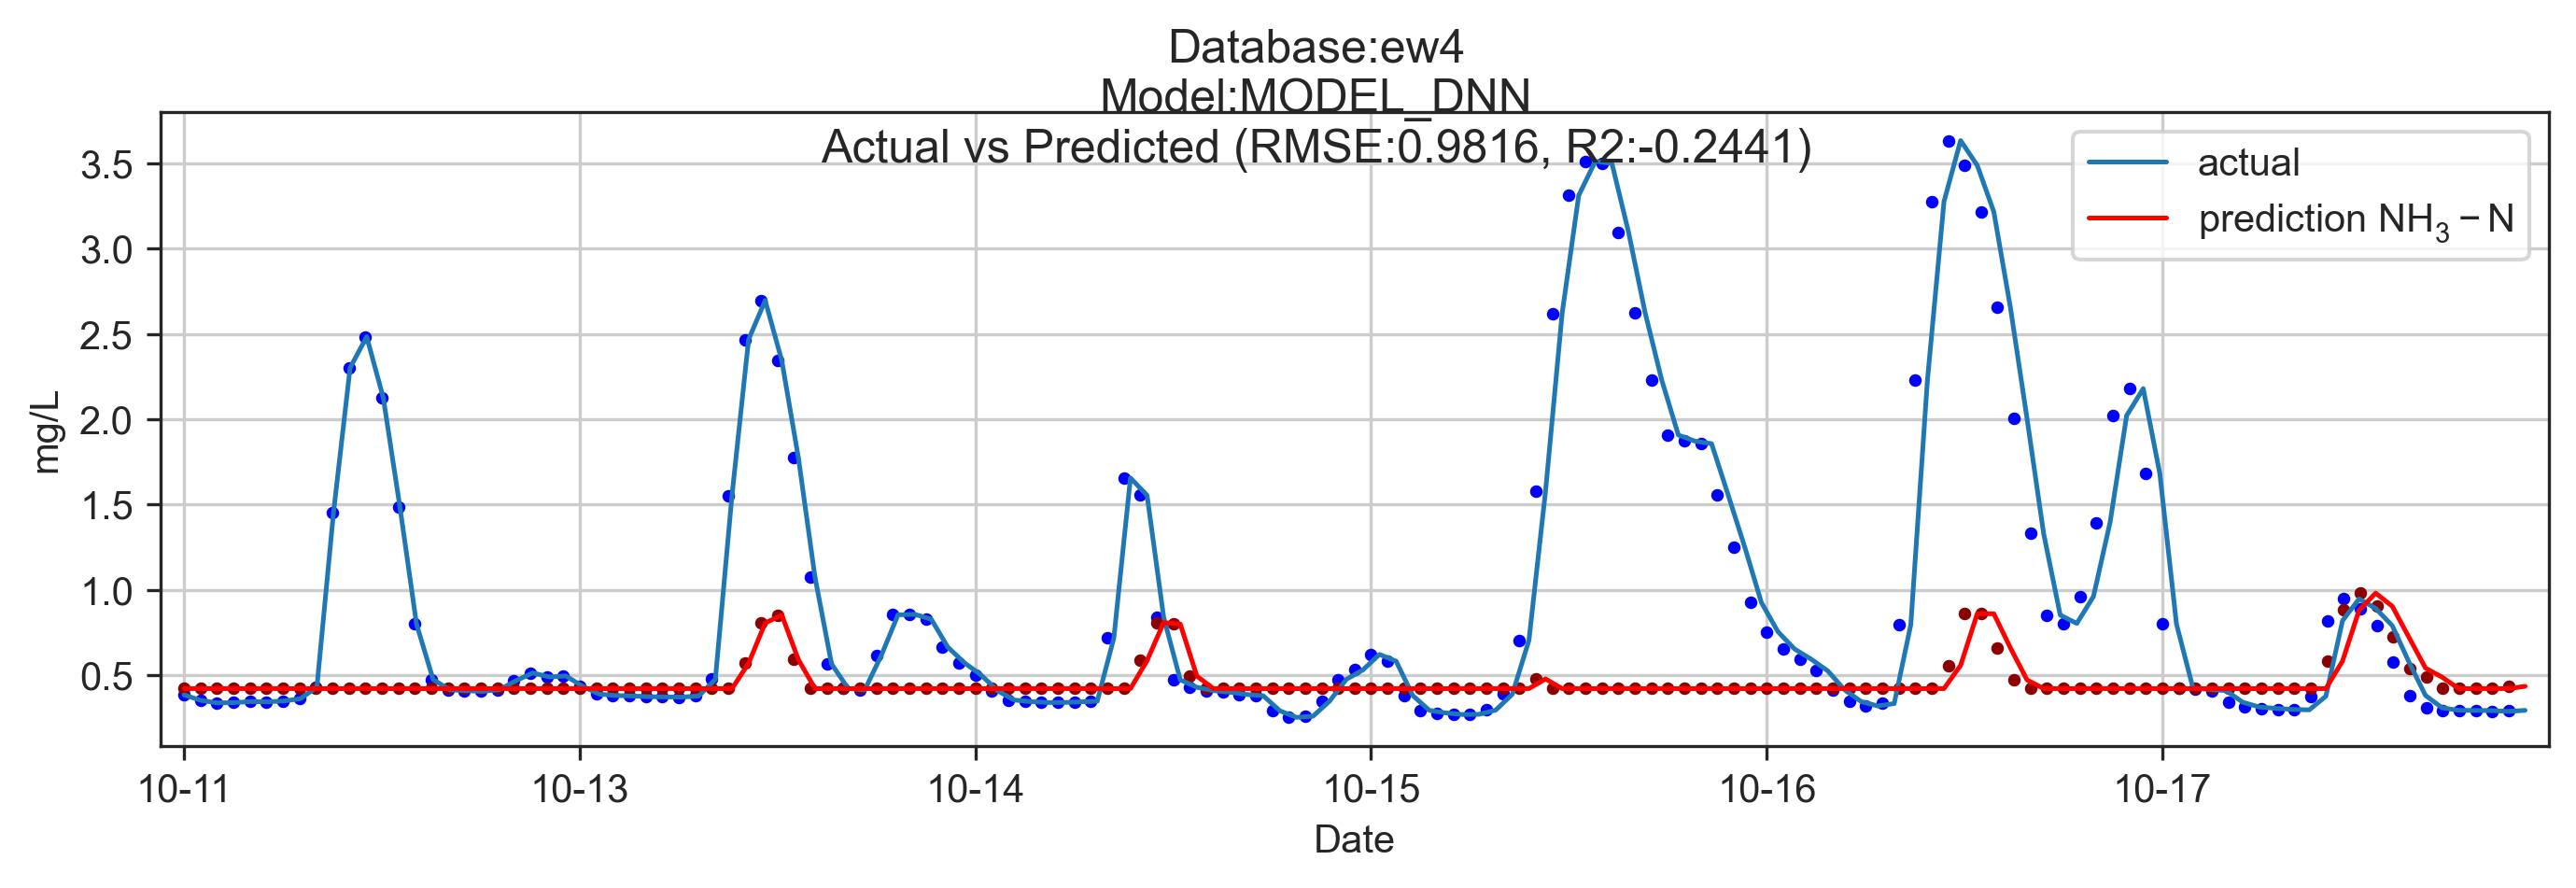 Database:ew4
Model:MODEL_DNN
Actual vs Predicted (RMSE:0.9816, R2:-0.2441)
actual
prediction NH₃ − N
3.5
3.0
2.5
2.0
1.5
1.0
0.5
mg/L
10-11 10-13 10-14 10-15 10-16 10-17
Date